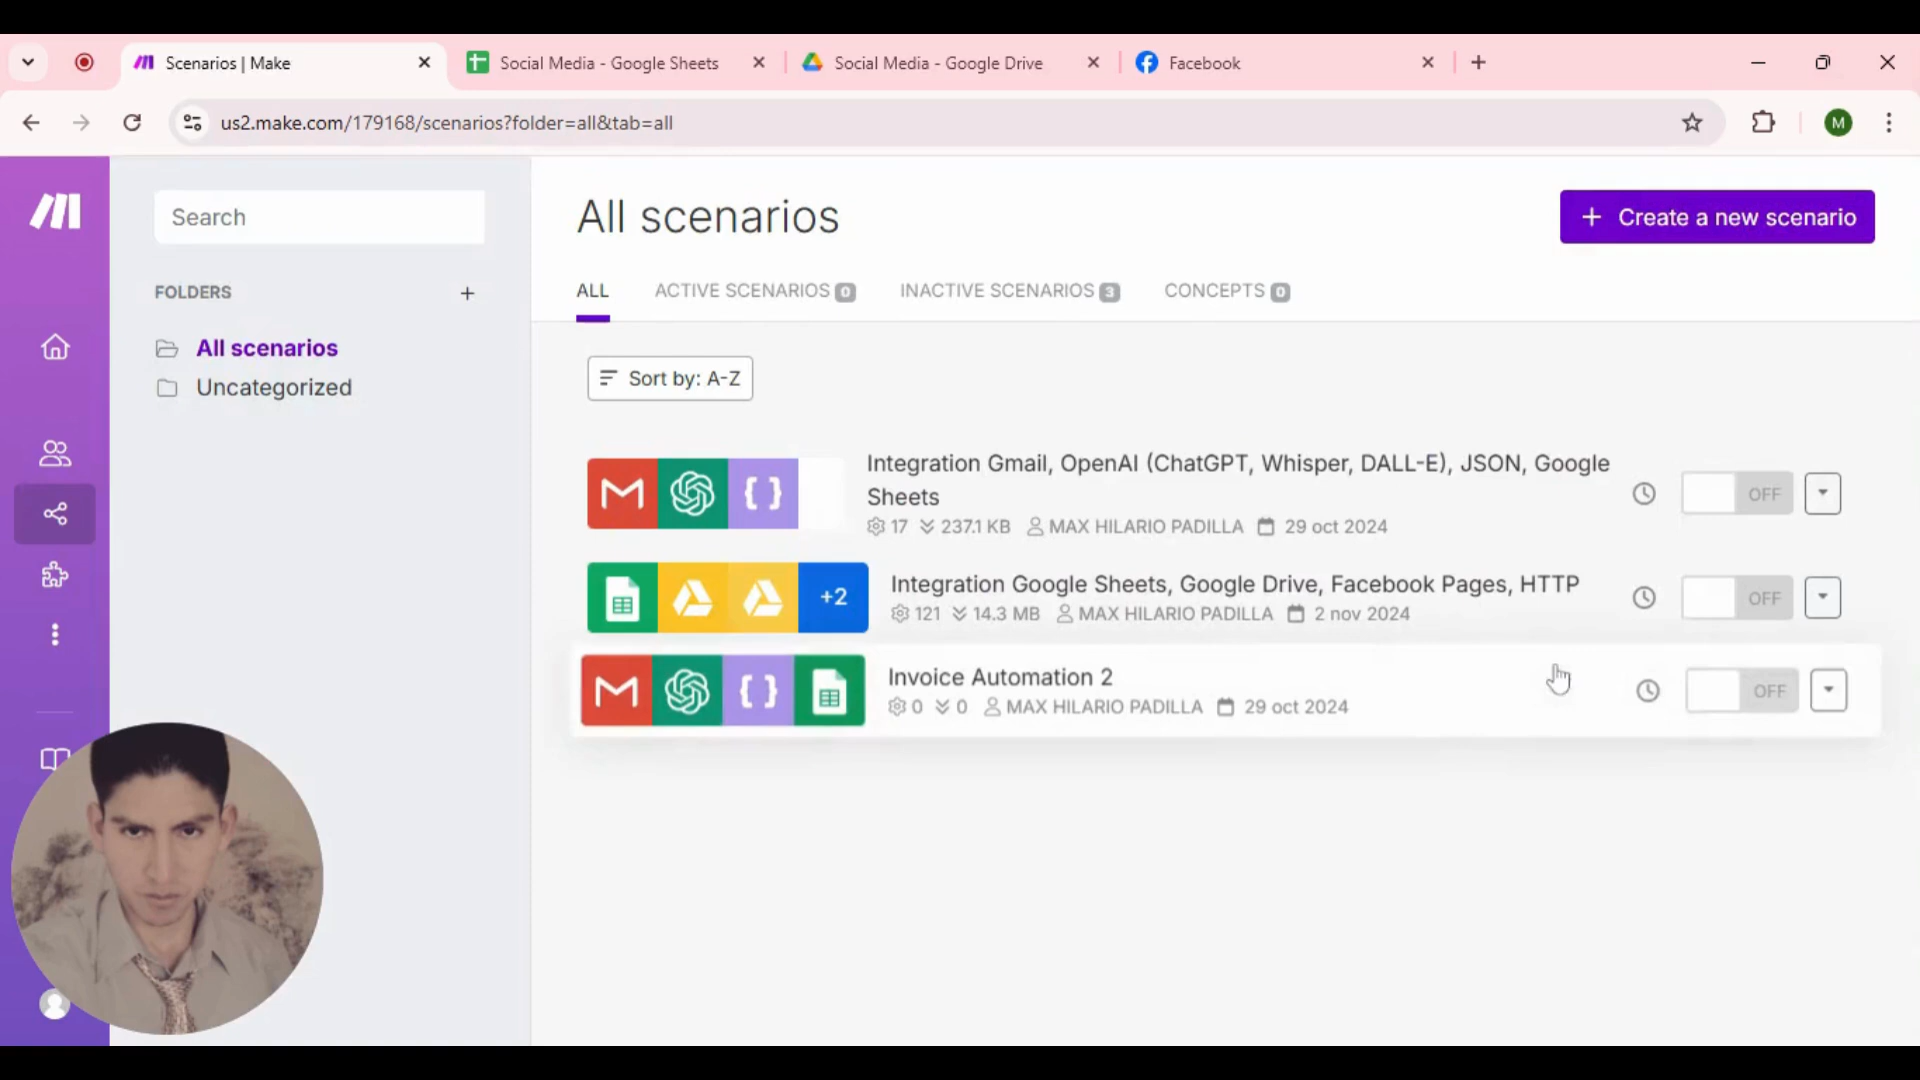 Scenarios | Make
Social Media - Google Sheets
Social Media - Google Drive
Facebook
us2.make.com/179168/scenarios?folder=all&tab=all
M
Search
FOLDERS
All scenarios
Uncategorized
All scenarios
+ Create a new scenario
ALL
ACTIVE SCENARIOS 0
INACTIVE SCENARIOS 3
CONCEPTS 0
Sort by: A-Z
Integration Gmail, OpenAI (ChatGPT, Whisper, DALL-E), JSON, Google
Sheets
17 237.1 KB MAX HILARIO PADILLA 29 oct 2024
OFF
+2
Integration Google Sheets, Google Drive, Facebook Pages, HTTP
121 14.3 MB MAX HILARIO PADILLA 2 nov 2024
OFF
Invoice Automation 2
0 0 MAX HILARIO PADILLA 29 oct 2024
OFF